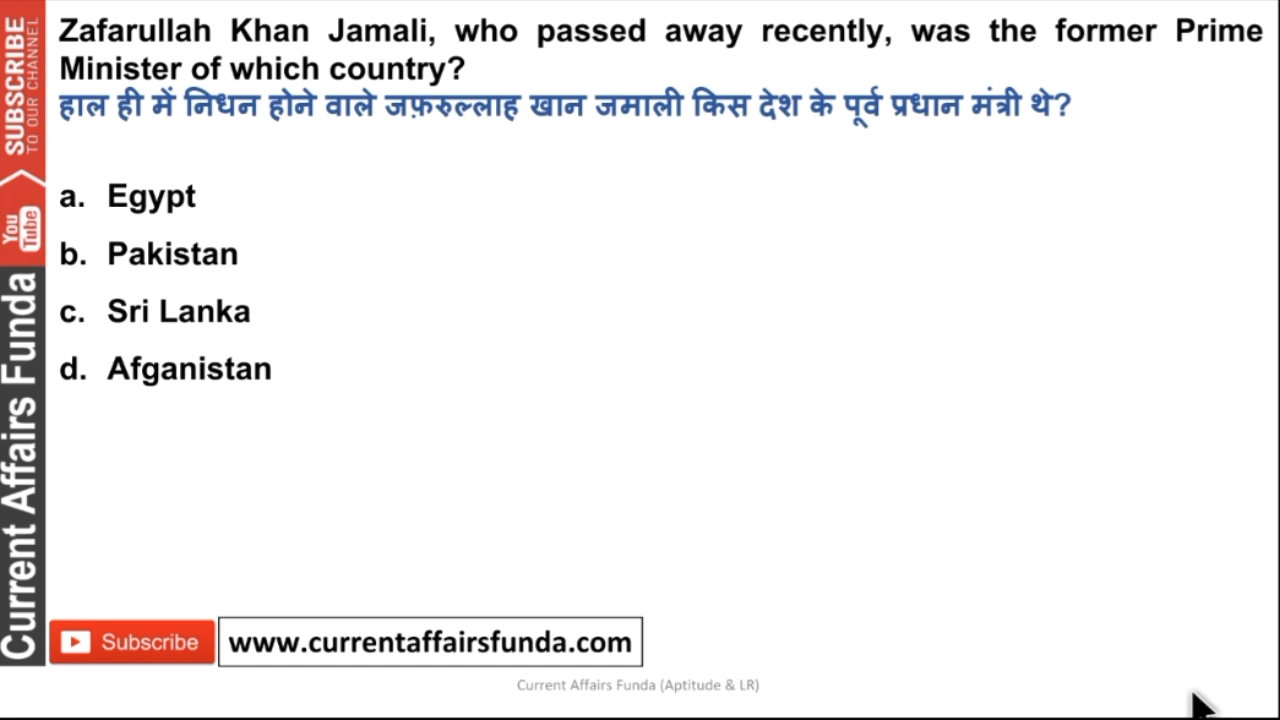 Zafarullah Khan Jamali, who passed away recently, was the former Prime
Minister of which country?
हाल ही में निधन होने वाले जफ़रुल्लाह खान जमाली किस देश के पूर्व प्रधान मंत्री थे?
a. Egypt
b. Pakistan
c. Sri Lanka
d. Afganistan
SUBSCRIBE
TO OUR CHANNEL
You
Tube
Current Affairs Funda
Subscribe
www.currentaffairsfunda.com
Current Affairs Funda (Aptitude & LR)